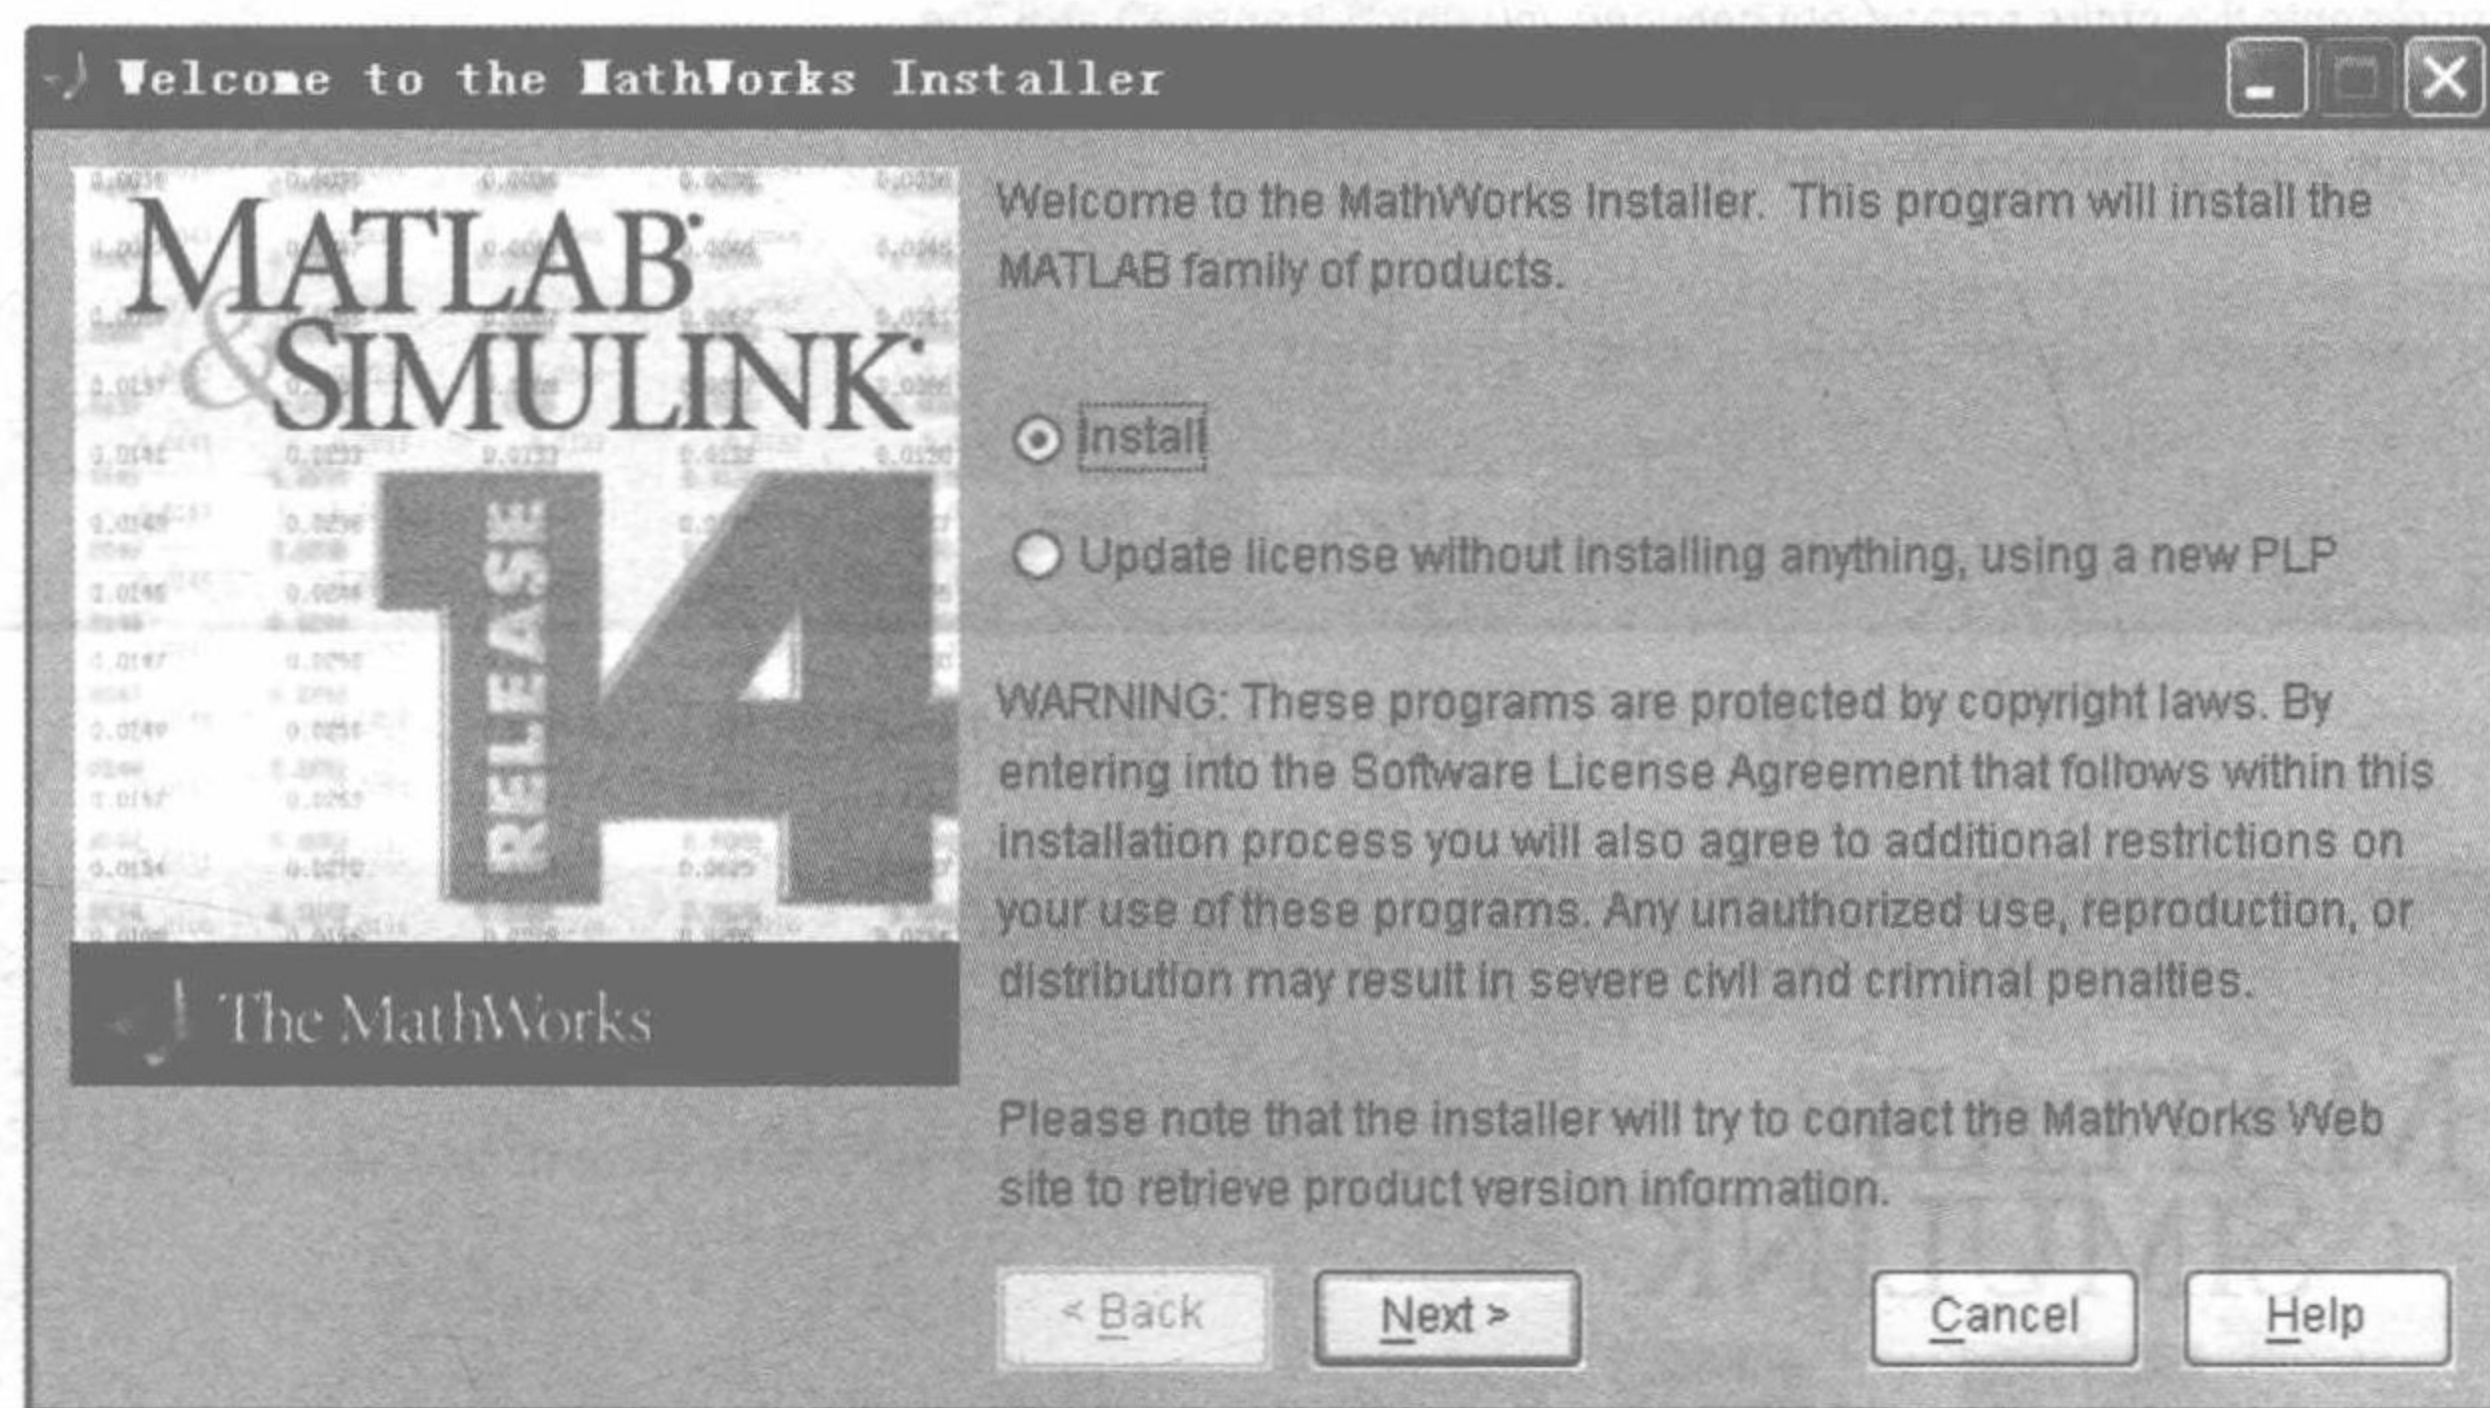 Welcome to the MathWorks Installer
MATLAB
&
SIMULINK
RELEASE
14
The MathWorks
Welcome to the MathWorks Installer. This program will install the
MATLAB family of products.
Install
Update license without installing anything, using a new PLP
WARNING: These programs are protected by copyright laws. By
entering into the Software License Agreement that follows within this
installation process you will also agree to additional restrictions on
your use of these programs. Any unauthorized use, reproduction, or
distribution may result in severe civil and criminal penalties.
Please note that the installer will try to contact the MathWorks Web
site to retrieve product version information.
< Back
Next >
Cancel
Help